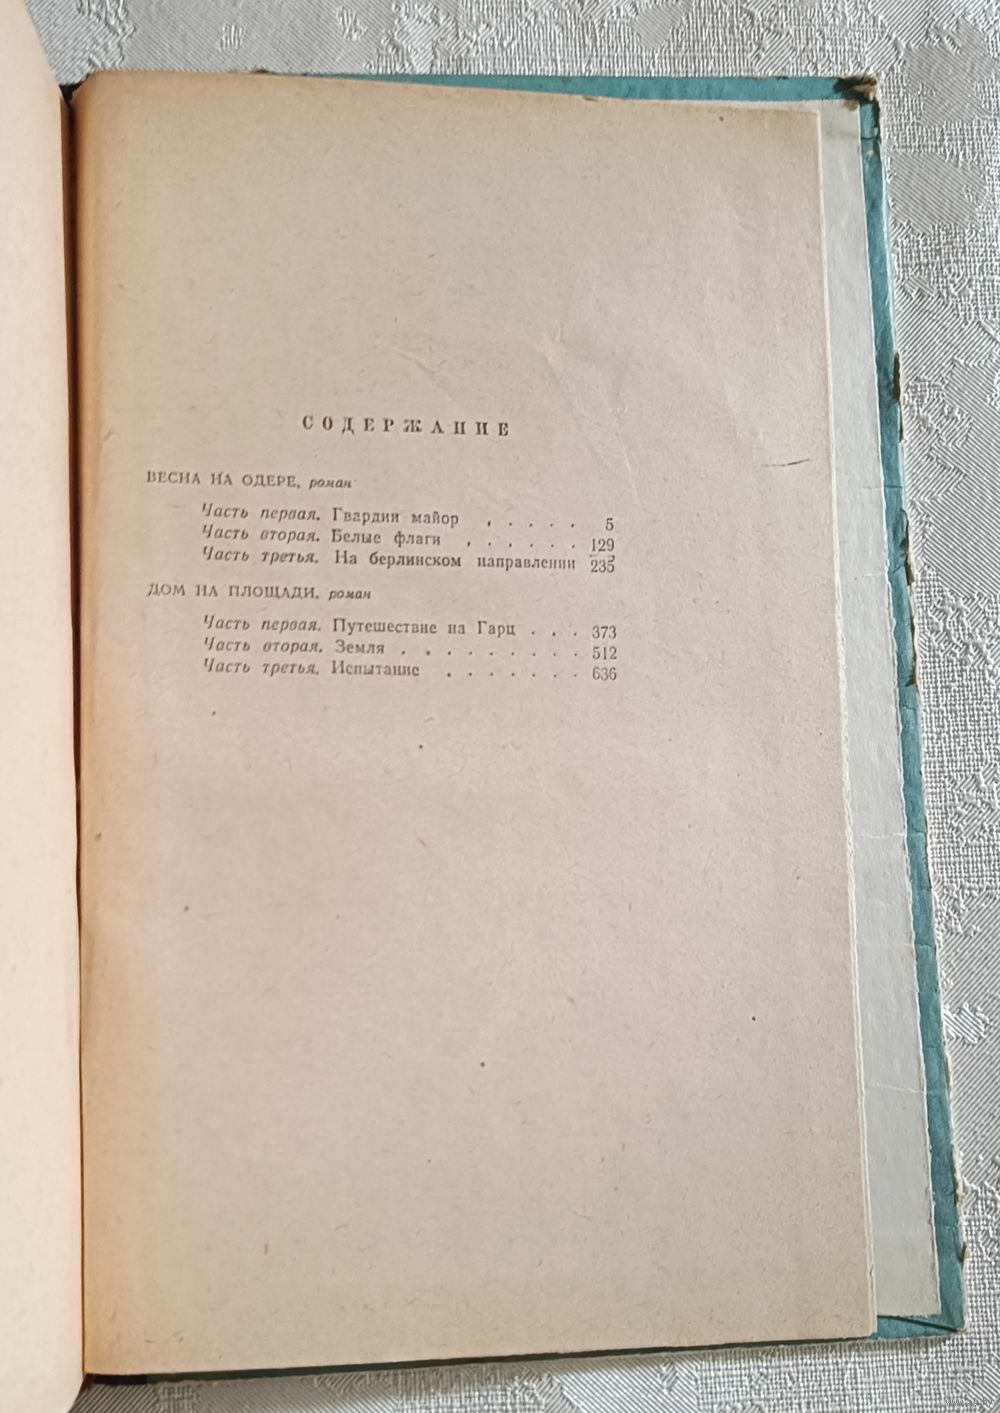 СОДЕРЖАНИЕ
ВЕСНА НА ОДЕРЕ, роман
Часть первая. Гвардии майор . . . . . 5
Часть вторая. Белые флаги . . . . . . 129
Часть третья. На берлинском направлении 235
ДОМ НА ПЛОЩАДИ, роман
Часть первая. Путешествие на Гарц . . . 373
Часть вторая. Земля . . . . . . . . . 512
Часть третья. Испытание . . . . . . . 636